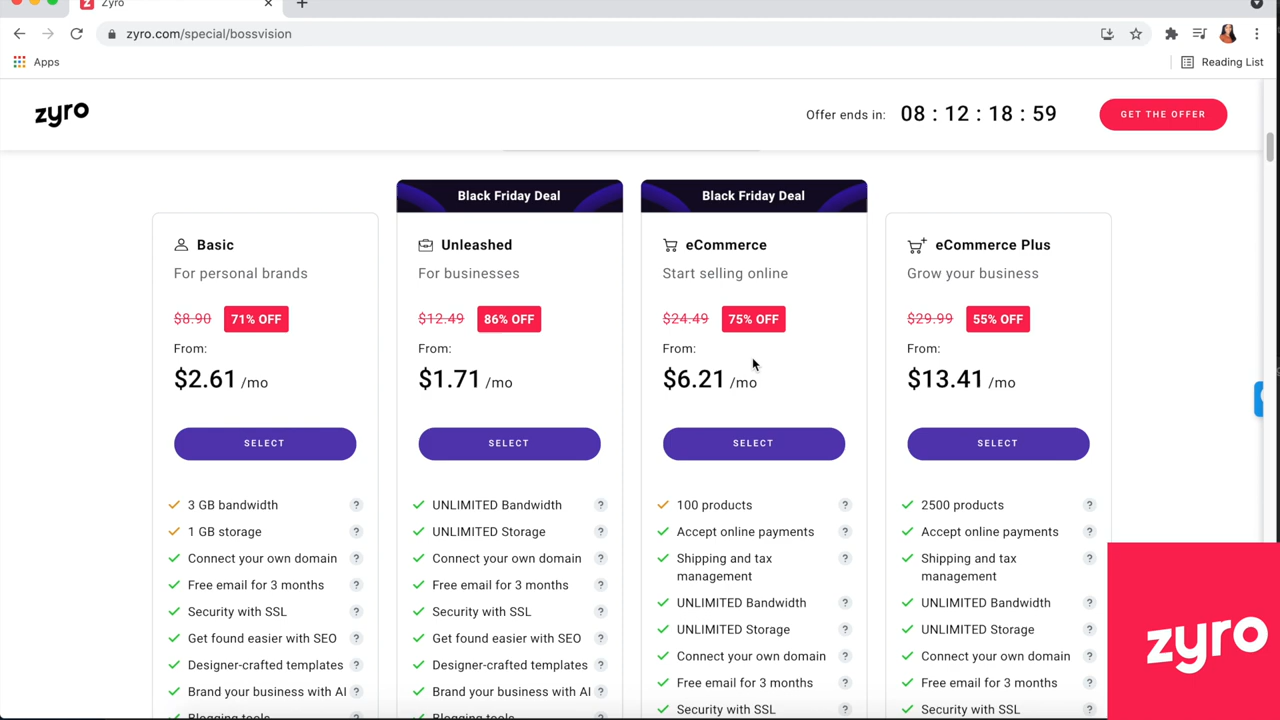 Zyro
zyro.com/special/bossvision
Apps
Reading List
zyro
Offer ends in: 08 : 12 : 18 : 59
GET THE OFFER
Black Friday Deal
Black Friday Deal
Basic
For personal brands
$8.90 71% OFF
From:
$2.61 /mo
SELECT
3 GB bandwidth ?
1 GB storage ?
Connect your own domain ?
Free email for 3 months ?
Security with SSL ?
Get found easier with SEO ?
Designer-crafted templates ?
Brand your business with AI ?
Unleashed
For businesses
$12.49 86% OFF
From:
$1.71 /mo
SELECT
UNLIMITED Bandwidth ?
UNLIMITED Storage ?
Connect your own domain ?
Free email for 3 months ?
Security with SSL ?
Get found easier with SEO ?
Designer-crafted templates ?
Brand your business with AI ?
Blogging tools
eCommerce
Start selling online
$24.49 75% OFF
From:
$6.21 /mo
SELECT
100 products ?
Accept online payments ?
Shipping and tax ?
management
UNLIMITED Bandwidth ?
UNLIMITED Storage ?
Connect your own domain ?
Free email for 3 months ?
Security with SSL ?
eCommerce Plus
Grow your business
$29.99 55% OFF
From:
$13.41 /mo
SELECT
2500 products ?
Accept online payments ?
Shipping and tax
management
UNLIMITED Bandwidth ?
UNLIMITED Storage ?
Connect your own domain ?
Free email for 3 months ?
Security with SSL ?
zyro